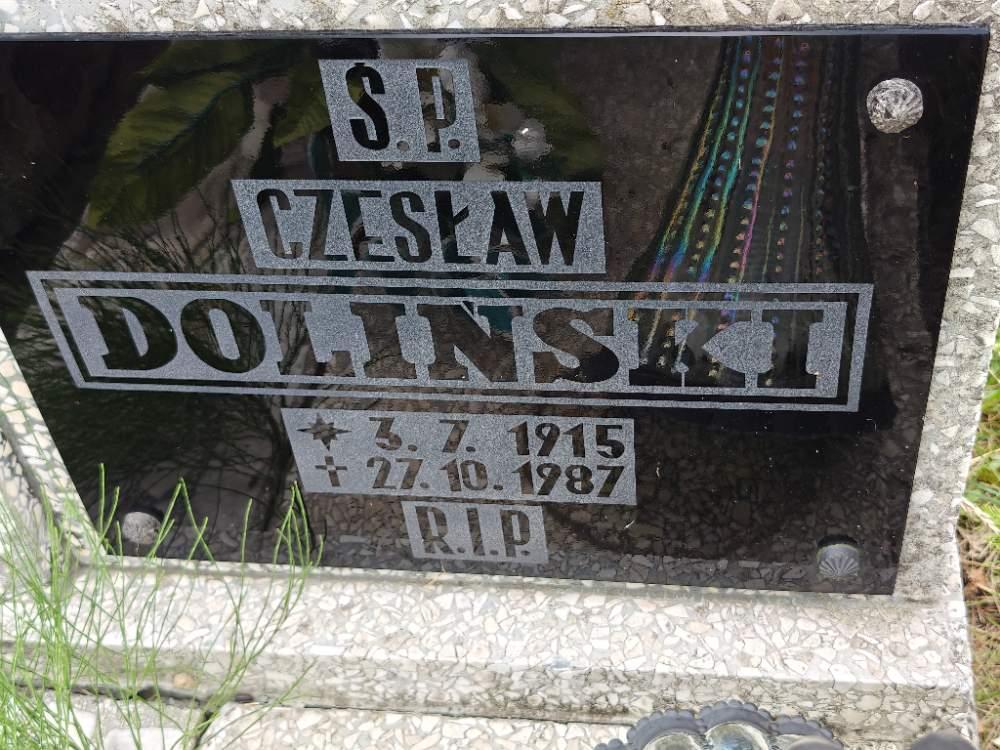 Ś.P.
CZESŁAW
DOLIŃSKI
✴ 3. 7. 1915
✝ 27. 10. 1987
R.I.P.